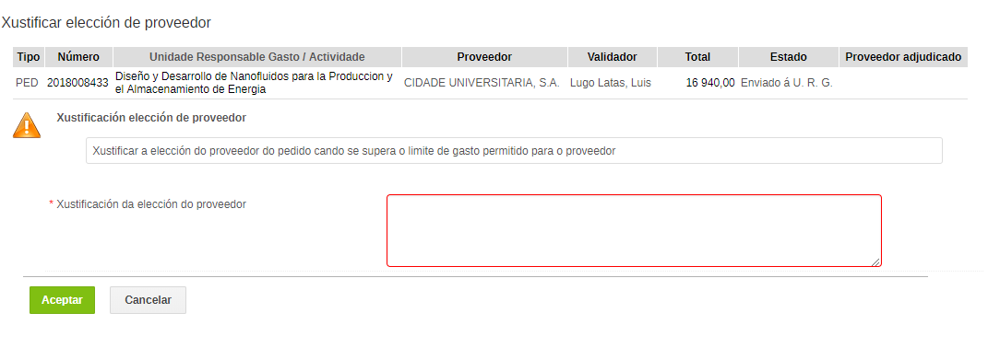 Xustificar elección de proveedor
Tipo Número Unidade Responsable Gasto / Actividade Proveedor Validador Total Estado Proveedor adjudicado
PED 2018008433 Diseño y Desarrollo de Nanofluidos para la Produccion y CIDADE UNIVERSITARIA, S.A. Lugo Latas, Luis 16 940,00 Enviado á U. R. G.
el Almacenamiento de Energia
Xustificación elección de proveedor
Xustificar a elección do proveedor do pedido cando se supera o limite de gasto permitido para o proveedor
* Xustificación da elección do proveedor
Aceptar Cancelar